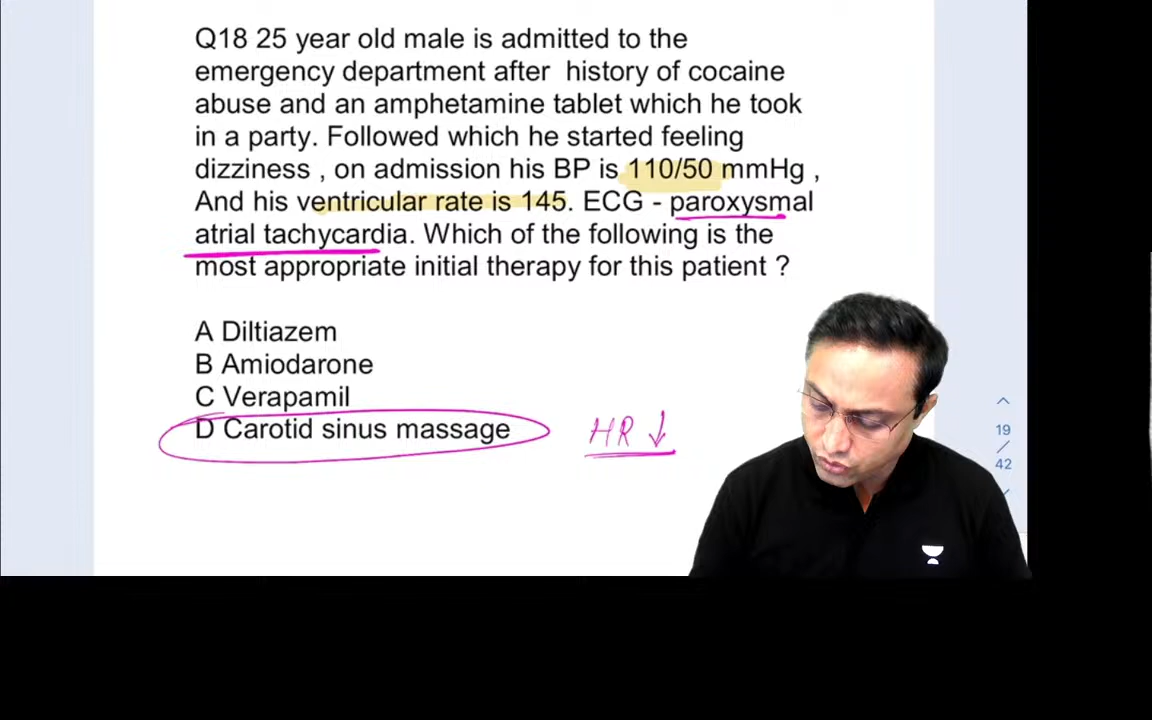 Q18 25 year old male is admitted to the
emergency department after history of cocaine
abuse and an amphetamine tablet which he took
in a party. Followed which he started feeling
dizziness , on admission his BP is 110/50 mmHg ,
And his ventricular rate is 145. ECG - paroxysmal
atrial tachycardia. Which of the following is the
most appropriate initial therapy for this patient ?
A Diltiazem
B Amiodarone
C Verapamil
D Carotid sinus massage
HR ↓
19
/
42